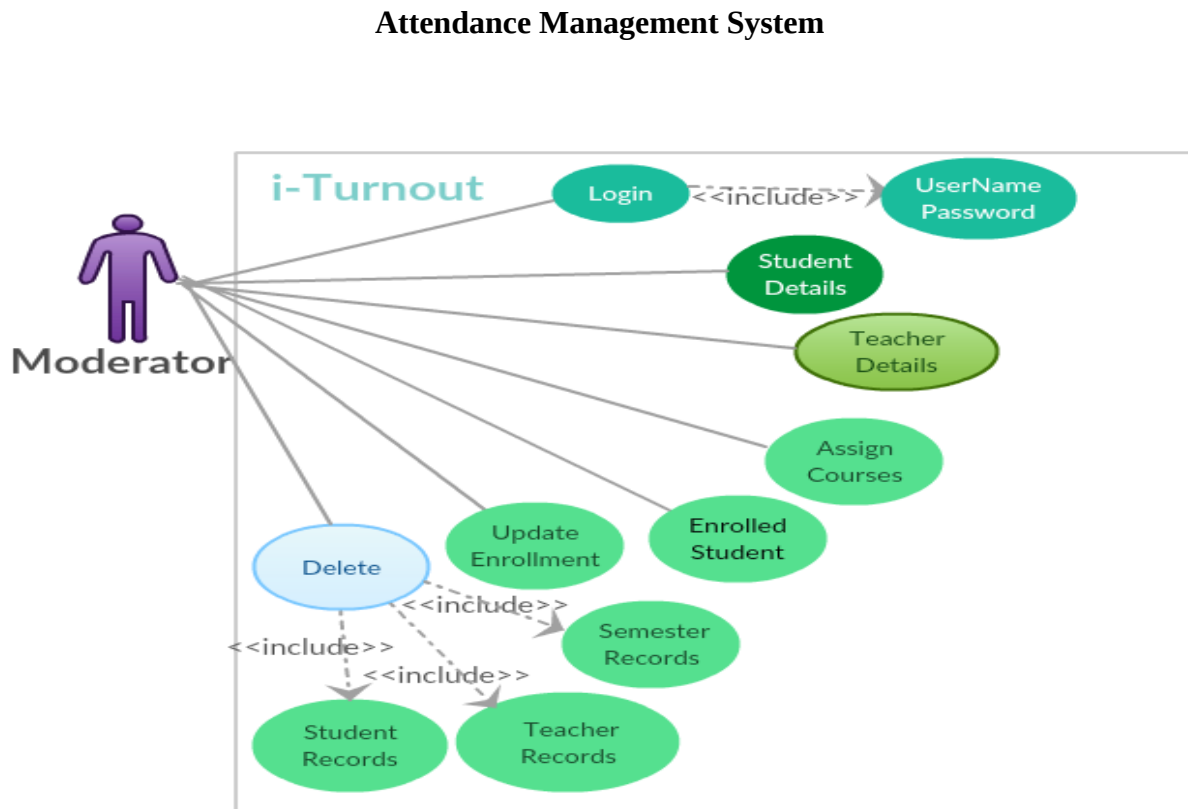 Attendance Management System
i-Turnout
Login
<<include>>
UserName
Password
Student
Details
Teacher
Details
Moderator
Assign
Courses
Enrolled
Student
Update
Enrollment
Delete
<<include>>
Semester
Records
<<include>>
<<include>>
Student
Records
Teacher
Records